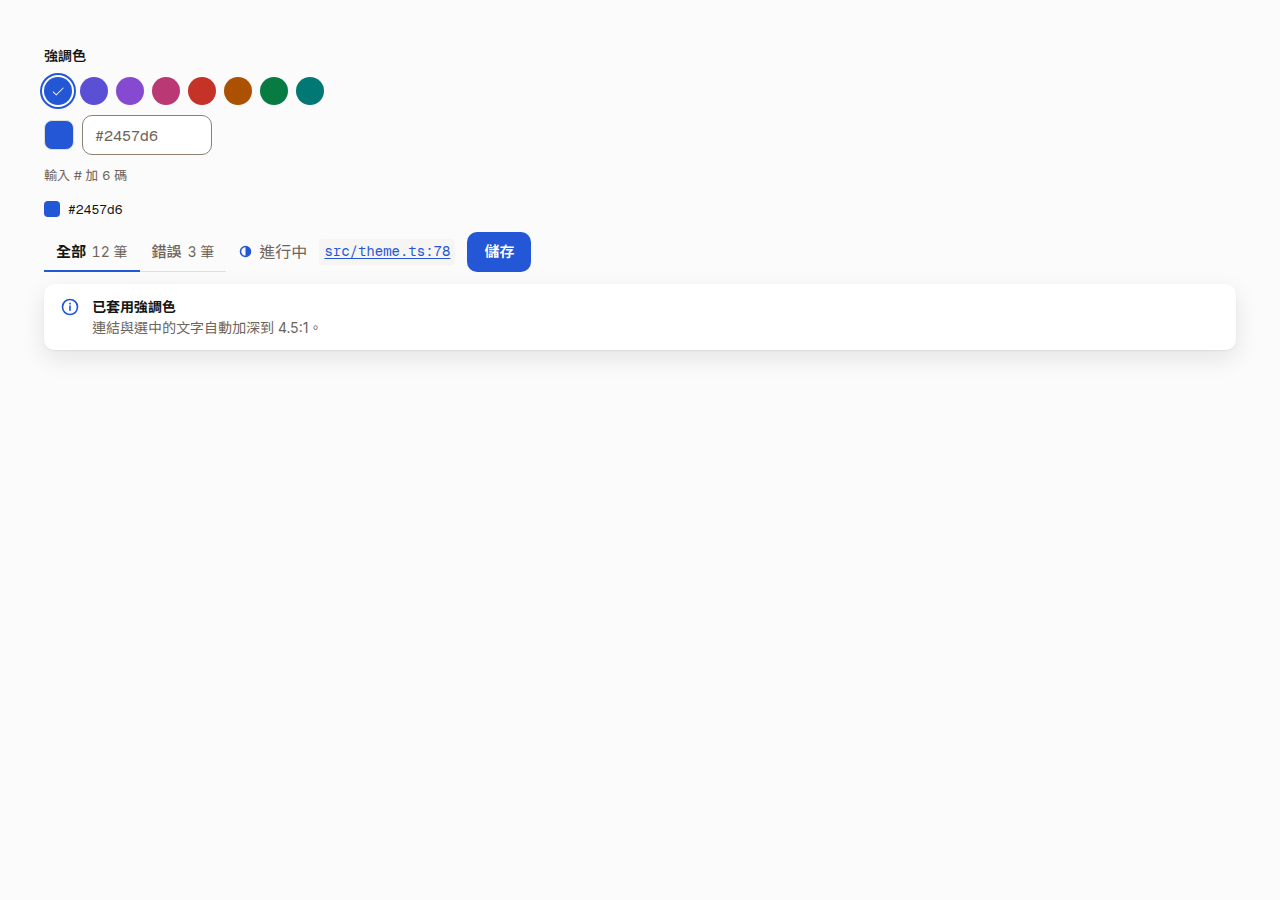 強調色
#2457d6
輸入 # 加 6 碼
#2457d6
全部 12 筆 錯誤 3 筆 進行中 src/theme.ts:78 儲存
已套用強調色
連結與選中的文字自動加深到 4.5:1。